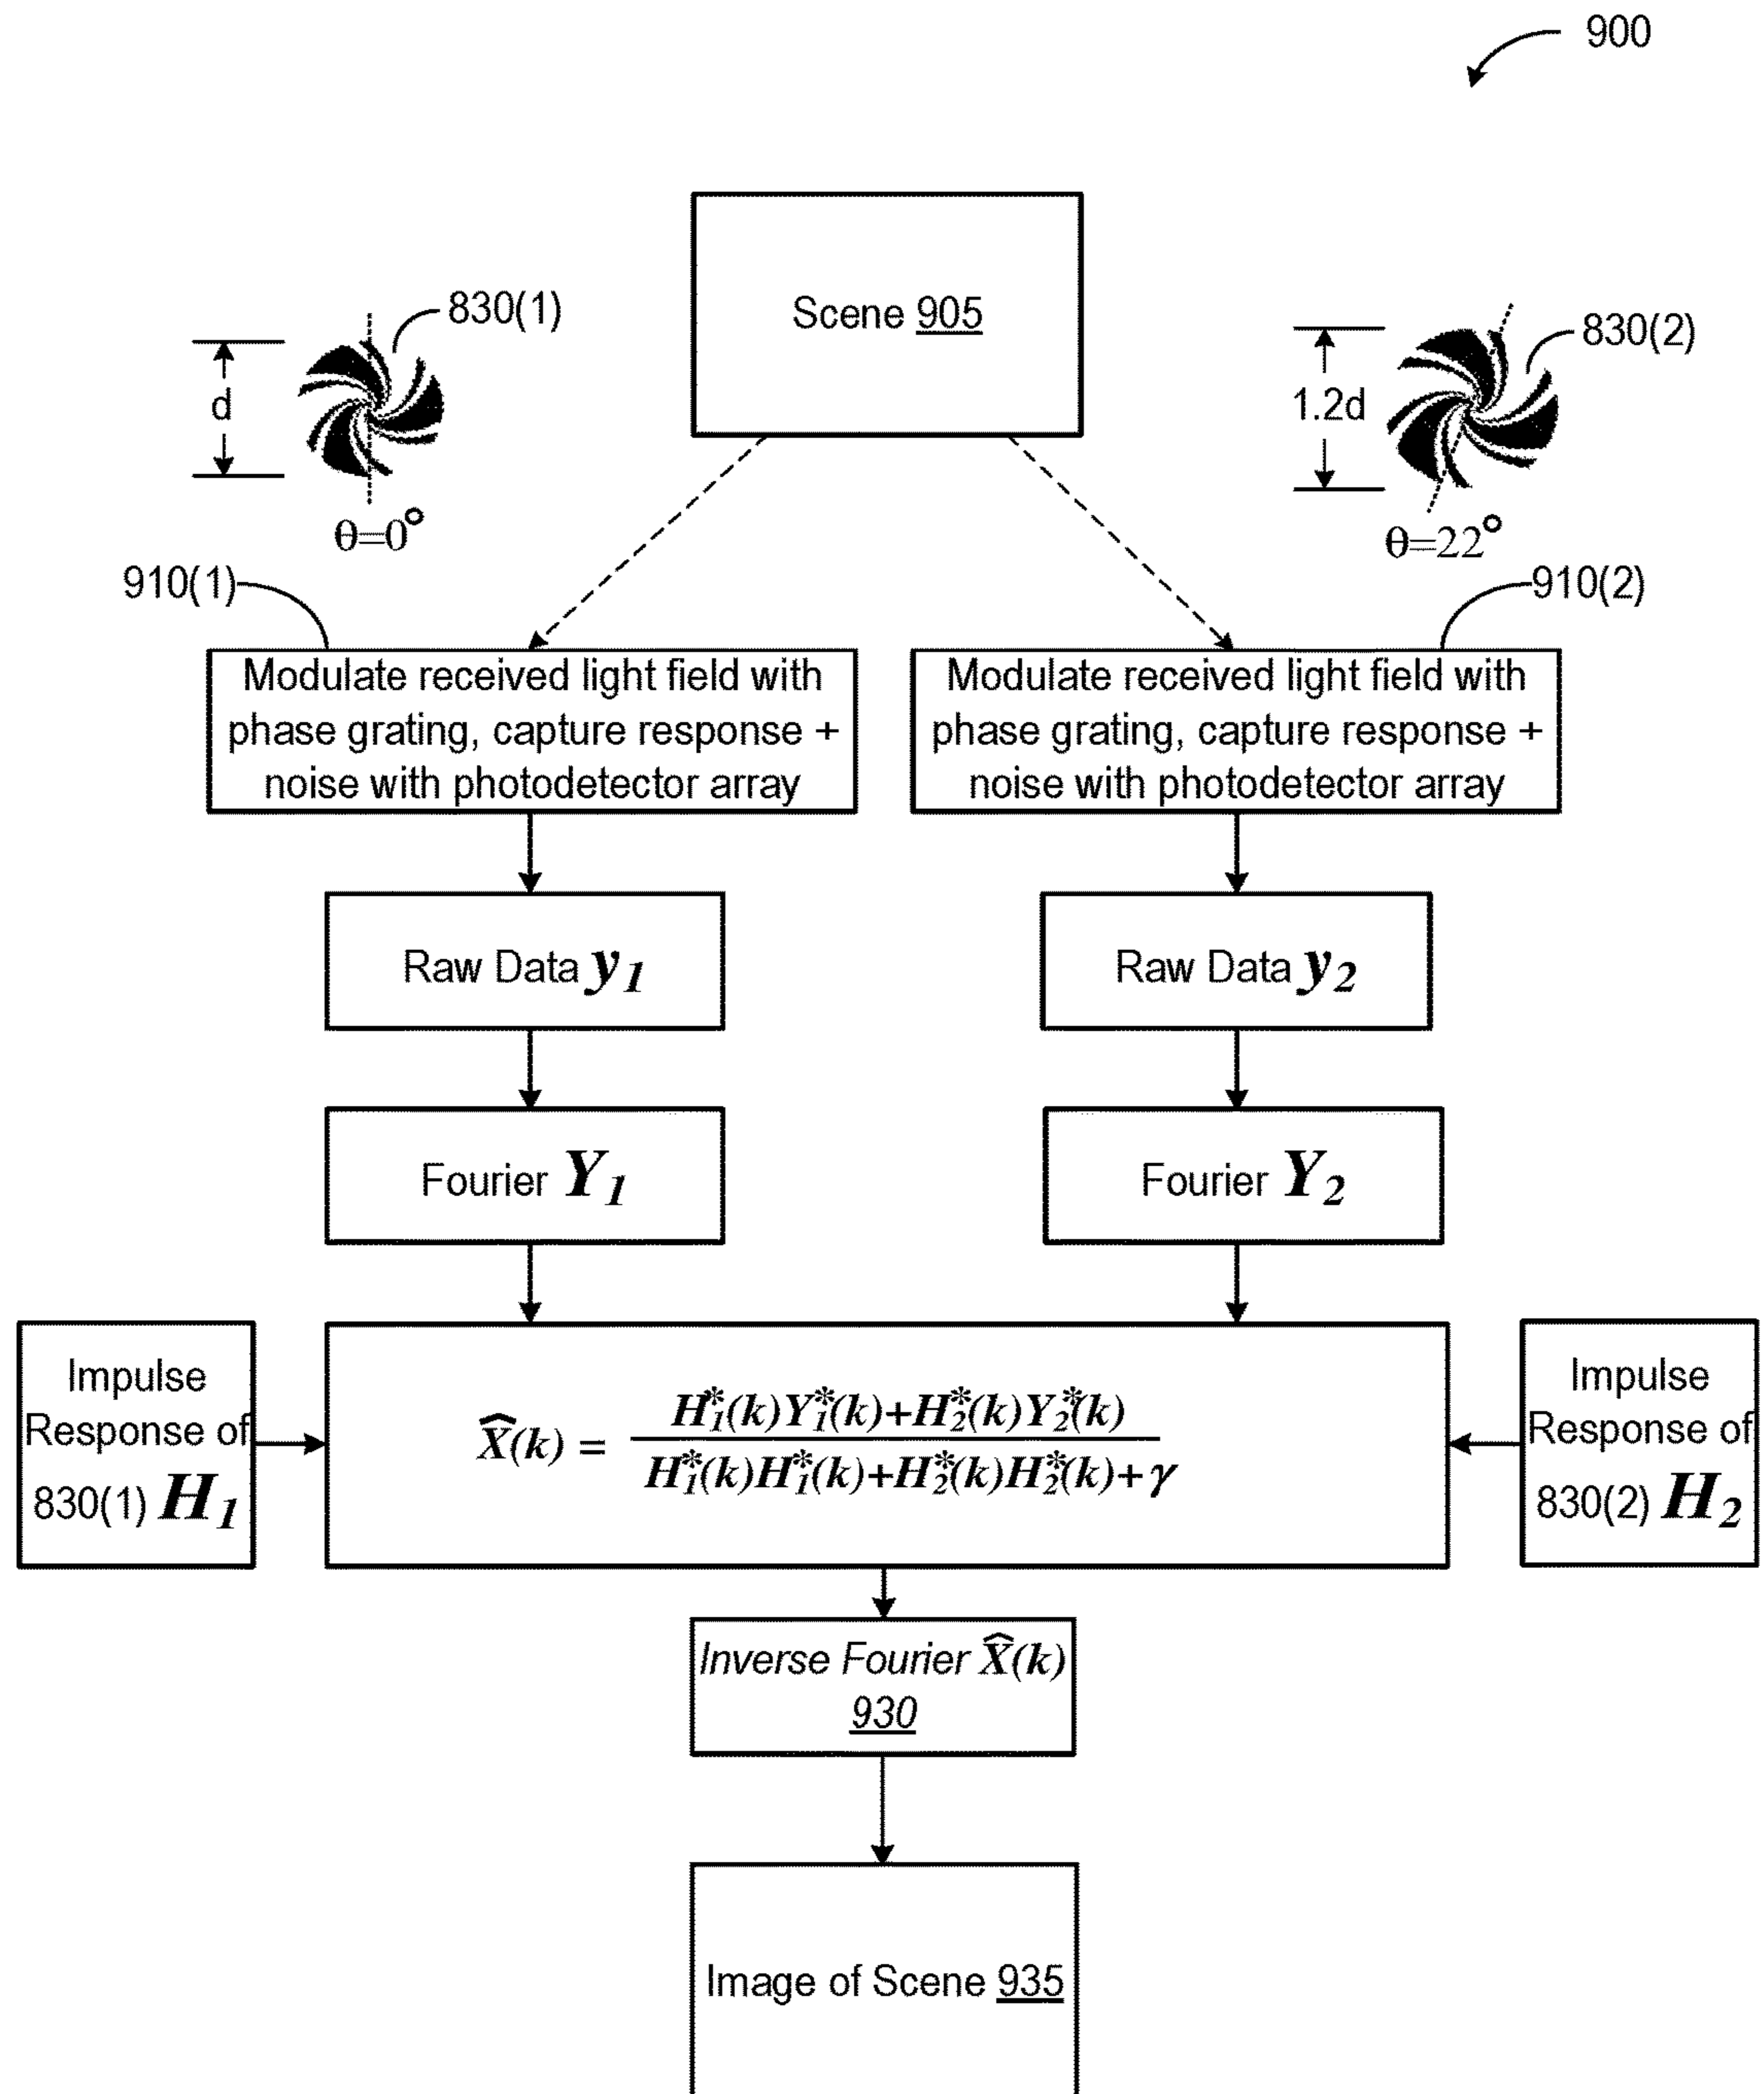 900
Scene 905
830(1)
830(2)
d
1.2d
θ=0°
θ=22°
910(1)
910(2)
Modulate received light field with
phase grating, capture response +
noise with photodetector array
Modulate received light field with
phase grating, capture response +
noise with photodetector array
Raw Data y₁
Raw Data y₂
Fourier Y₁
Fourier Y₂
Impulse
Response of
830(1) H₁
X̂(k) = H₁*(k)Y₁*(k)+H₂*(k)Y₂*(k)
H₁*(k)H₁*(k)+H₂*(k)H₂*(k)+γ
Impulse
Response of
830(2) H₂
Inverse Fourier X̂(k)
930
Image of Scene 935